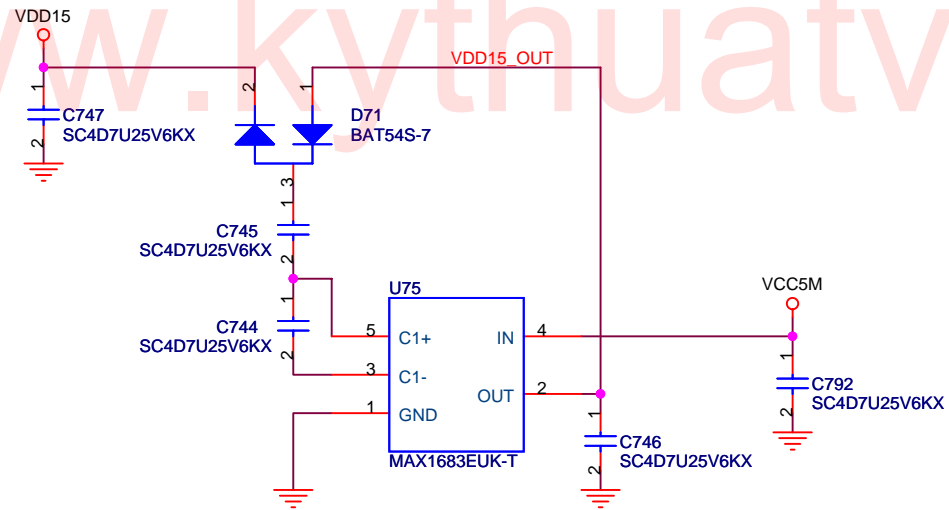 www.kythuatv
VDD15
VDD15_OUT
1
2
C747
SC4D7U25V6KX
2
1
D71
BAT54S-7
3
1
C745
SC4D7U25V6KX
2
1
C744
SC4D7U25V6KX
2
U75
5
C1+
3
C1-
1
GND
IN
4
OUT
2
MAX1683EUK-T
VCC5M
1
C792
SC4D7U25V6KX
2
1
C746
SC4D7U25V6KX
2